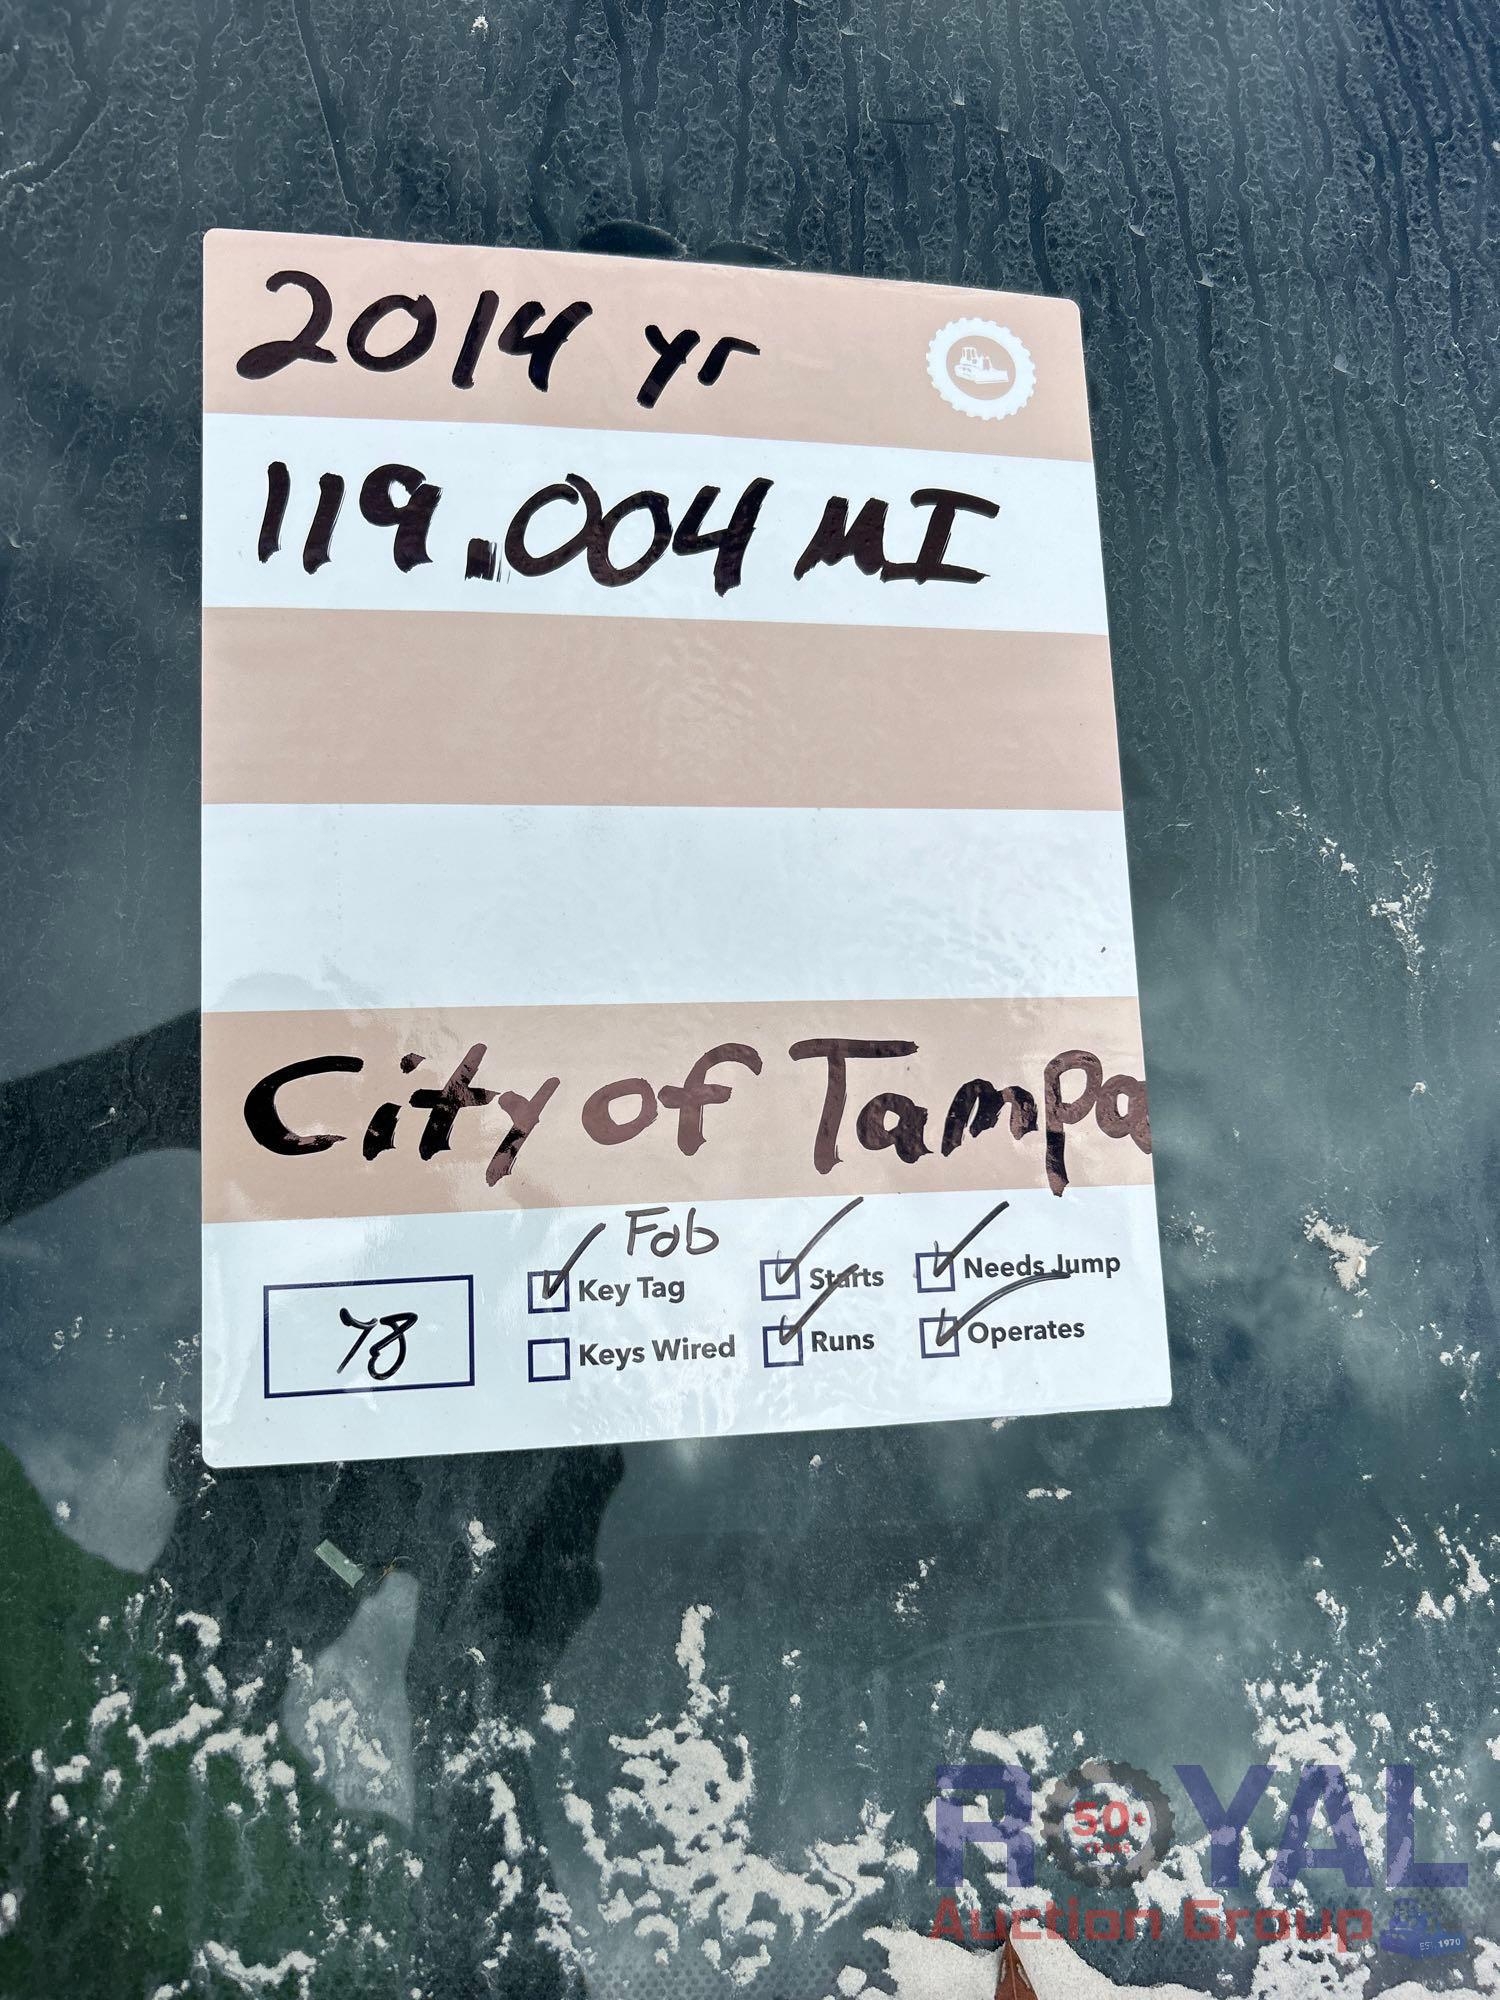 2014 yr
119.004 MI
City of Tampa
Fob
Key Tag
Starts
Needs Jump
78
Keys Wired
Runs
Operates
ROYAL
50+
YEARS
Auction Group
EST. 1970